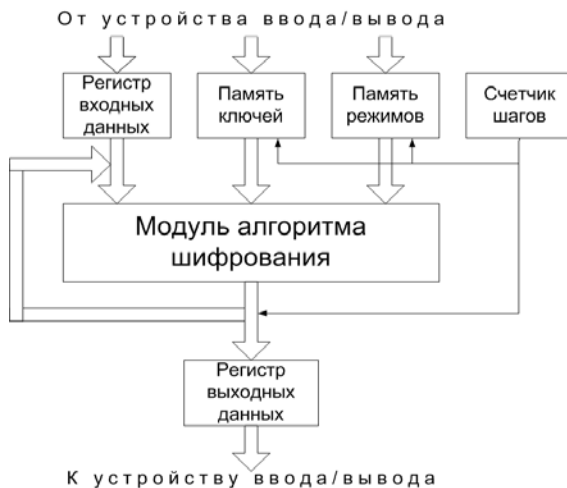 От устройства ввода/вывода
Регистр
входных
данных
Память
ключей
Память
режимов
Счетчик
шагов
Модуль алгоритма
шифрования
Регистр
выходных
данных
К устройству ввода/вывода